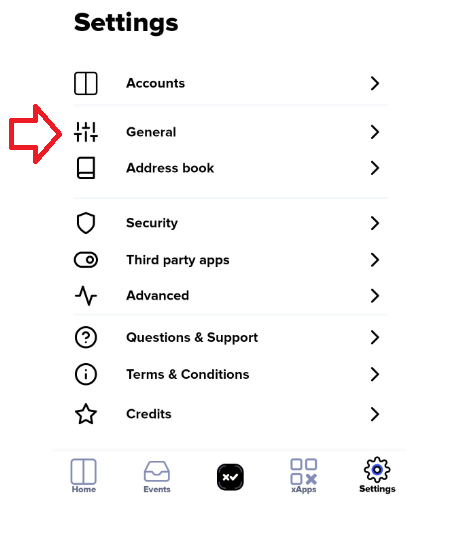 Settings
Accounts
General
Address book
Security
Third party apps
Advanced
Questions & Support
Terms & Conditions
Credits
Home
Events
xApps
Settings